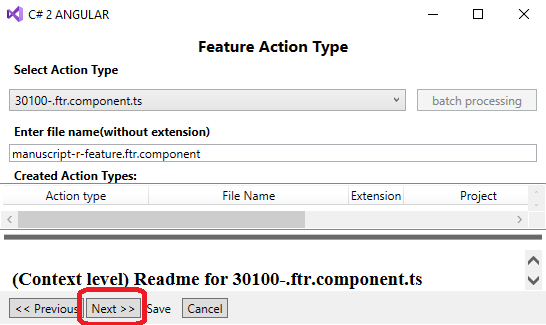 C# 2 ANGULAR
Feature Action Type
Select Action Type
30100-.ftr.component.ts
batch processing
Enter file name(without extension)
manuscript-r-feature.ftr.component
Created Action Types:
Action type File Name Extension Project
(Context level) Readme for 30100-.ftr.component.ts
<< Previous Next >> Save Cancel